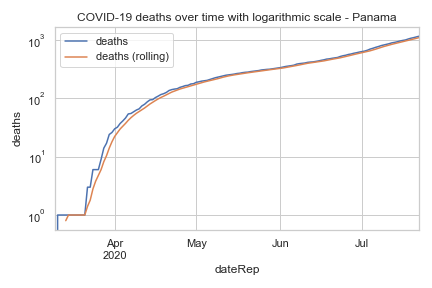 COVID-19 deaths over time with logarithmic scale - Panama
deaths
deaths (rolling)
10³
10²
10¹
10⁰
deaths
Apr
2020
May
Jun
Jul
dateRep